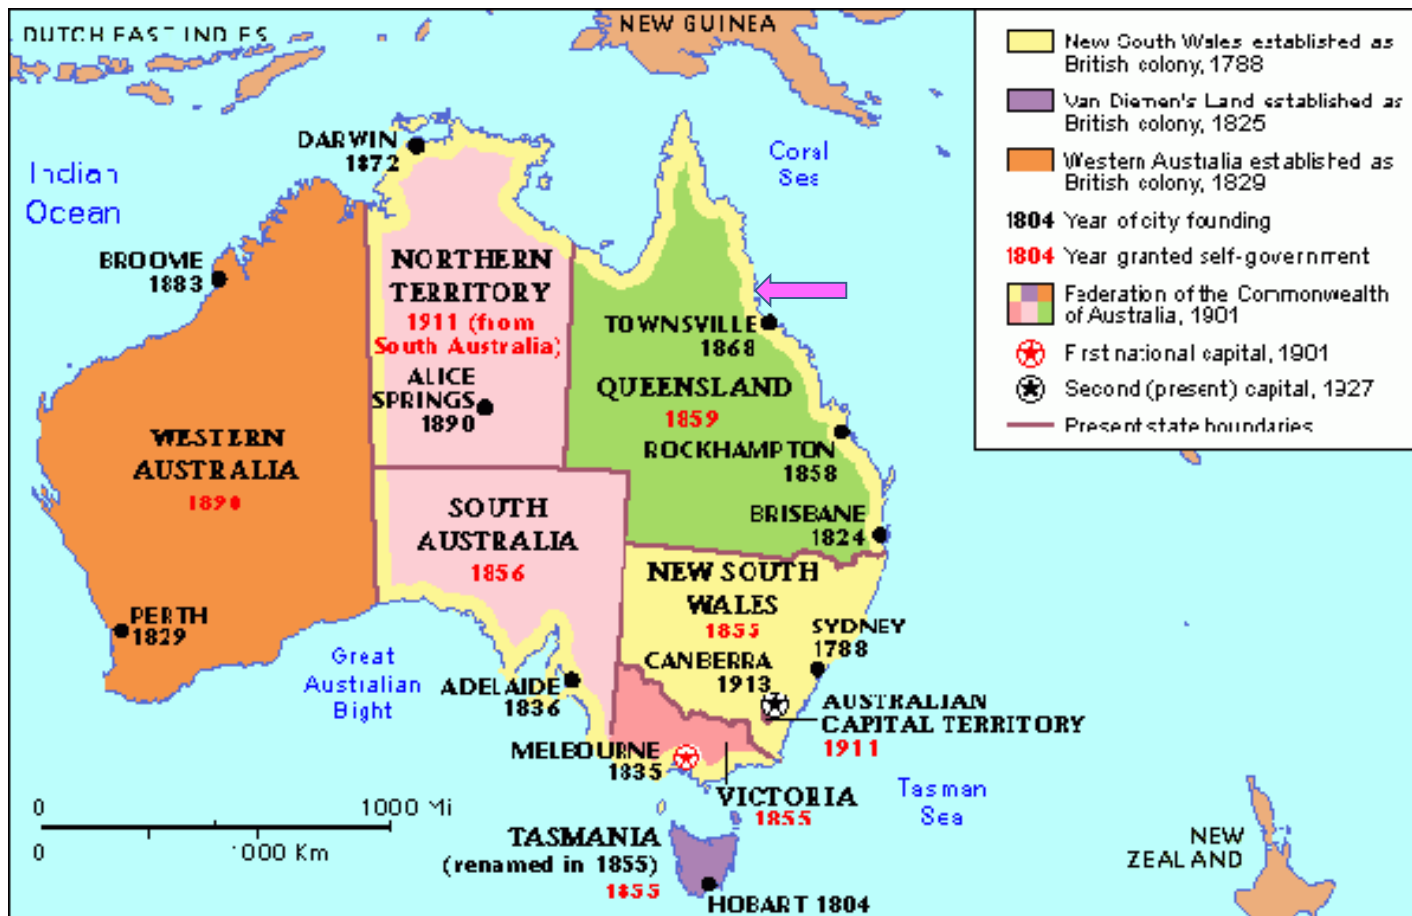 DUTCH EAST INDIES
NEW GUINEA
New South Wales established as
British colony, 1788
Van Diemen's Land established as
British colony, 1825
Western Australia established as
British colony, 1829
1804 Year of city founding
1804 Year granted self-government
Federation of the Commonwealth
of Australia, 1901
First national capital, 1901
Second (present) capital, 1927
Present state boundaries
DARWIN
1872
Coral
Sea
Indian
Ocean
BROOME
1883
NORTHERN
TERRITORY
1911 (from
South Australia)
TOWNSVILLE
1868
ALICE
SPRINGS
1890
QUEENSLAND
1859
WESTERN
AUSTRALIA
1890
ROCKHAMPTON
1858
SOUTH
AUSTRALIA
1856
BRISBANE
1824
NEW SOUTH
WALES
1855
PERTH
1829
SYDNEY
1788
Great
Australian
Bight
CANBERRA
1913
ADELAIDE
1836
AUSTRALIAN
CAPITAL TERRITORY
1911
MELBOURNE
1835
VICTORIA
1855
Tasman
Sea
0 1000 Mi
0 1000 Km
TASMANIA
(renamed in 1855)
1855
HOBART 1804
NEW
ZEALAND